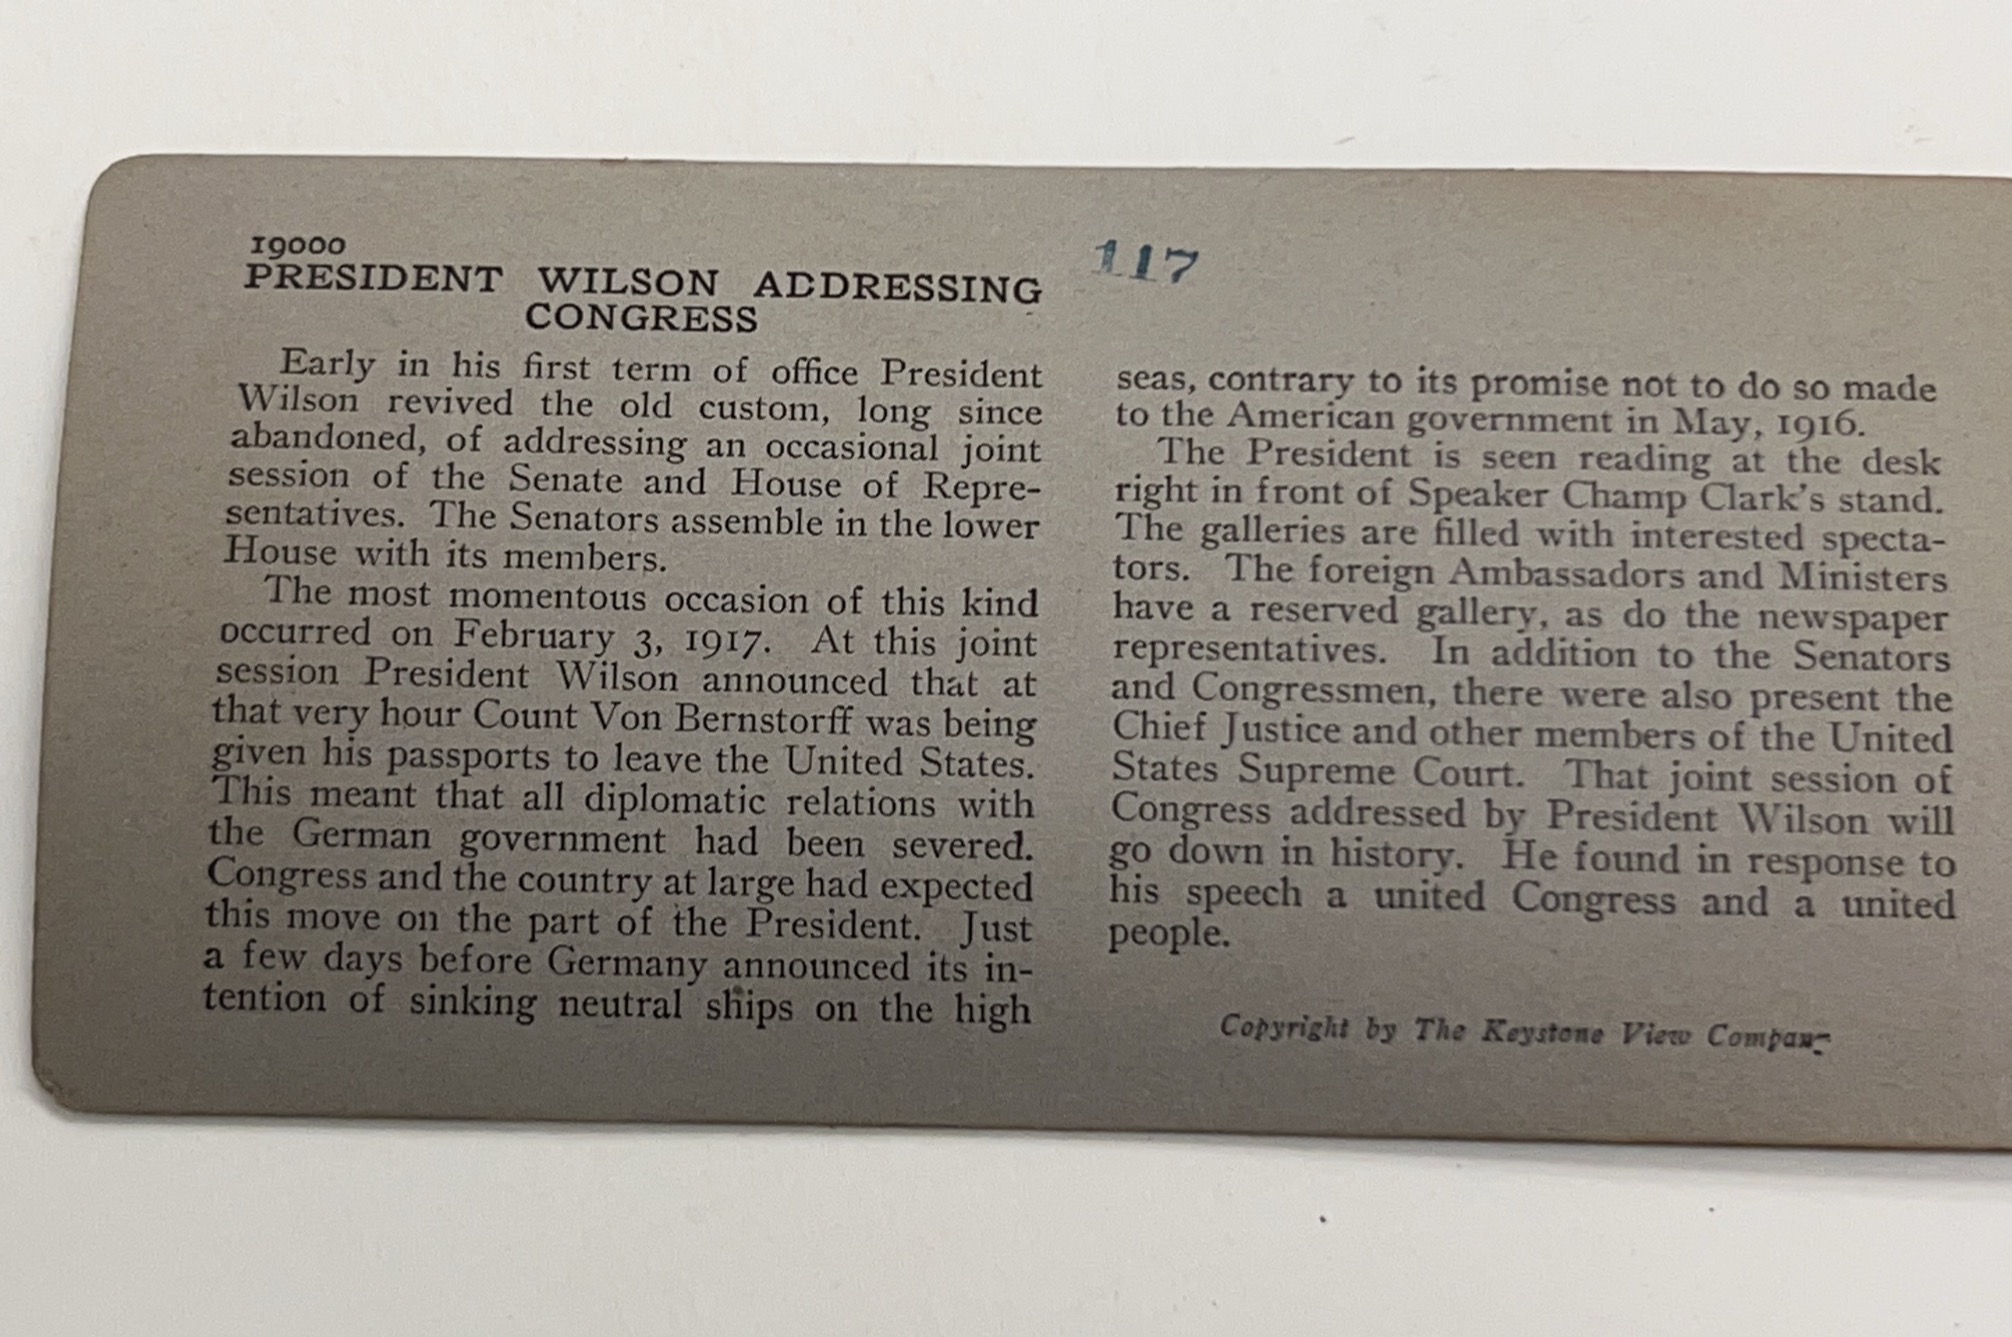 19000
PRESIDENT WILSON ADDRESSING
CONGRESS
Early in his first term of office President
Wilson revived the old custom, long since
abandoned, of addressing an occasional joint
session of the Senate and House of Repre-
sentatives. The Senators assemble in the lower
House with its members.
The most momentous occasion of this kind
occurred on February 3, 1917. At this joint
session President Wilson announced that at
that very hour Count Von Bernstorff was being
given his passports to leave the United States.
This meant that all diplomatic relations with
the German government had been severed.
Congress and the country at large had expected
this move on the part of the President. Just
a few days before Germany announced its in-
tention of sinking neutral ships on the high
117
seas, contrary to its promise not to do so made
to the American government in May, 1916.
The President is seen reading at the desk
right in front of Speaker Champ Clark's stand.
The galleries are filled with interested specta-
tors. The foreign Ambassadors and Ministers
have a reserved gallery, as do the newspaper
representatives. In addition to the Senators
and Congressmen, there were also present the
Chief Justice and other members of the United
States Supreme Court. That joint session of
Congress addressed by President Wilson will
go down in history. He found in response to
his speech a united Congress and a united
people.
Copyright by The Keystone View Company